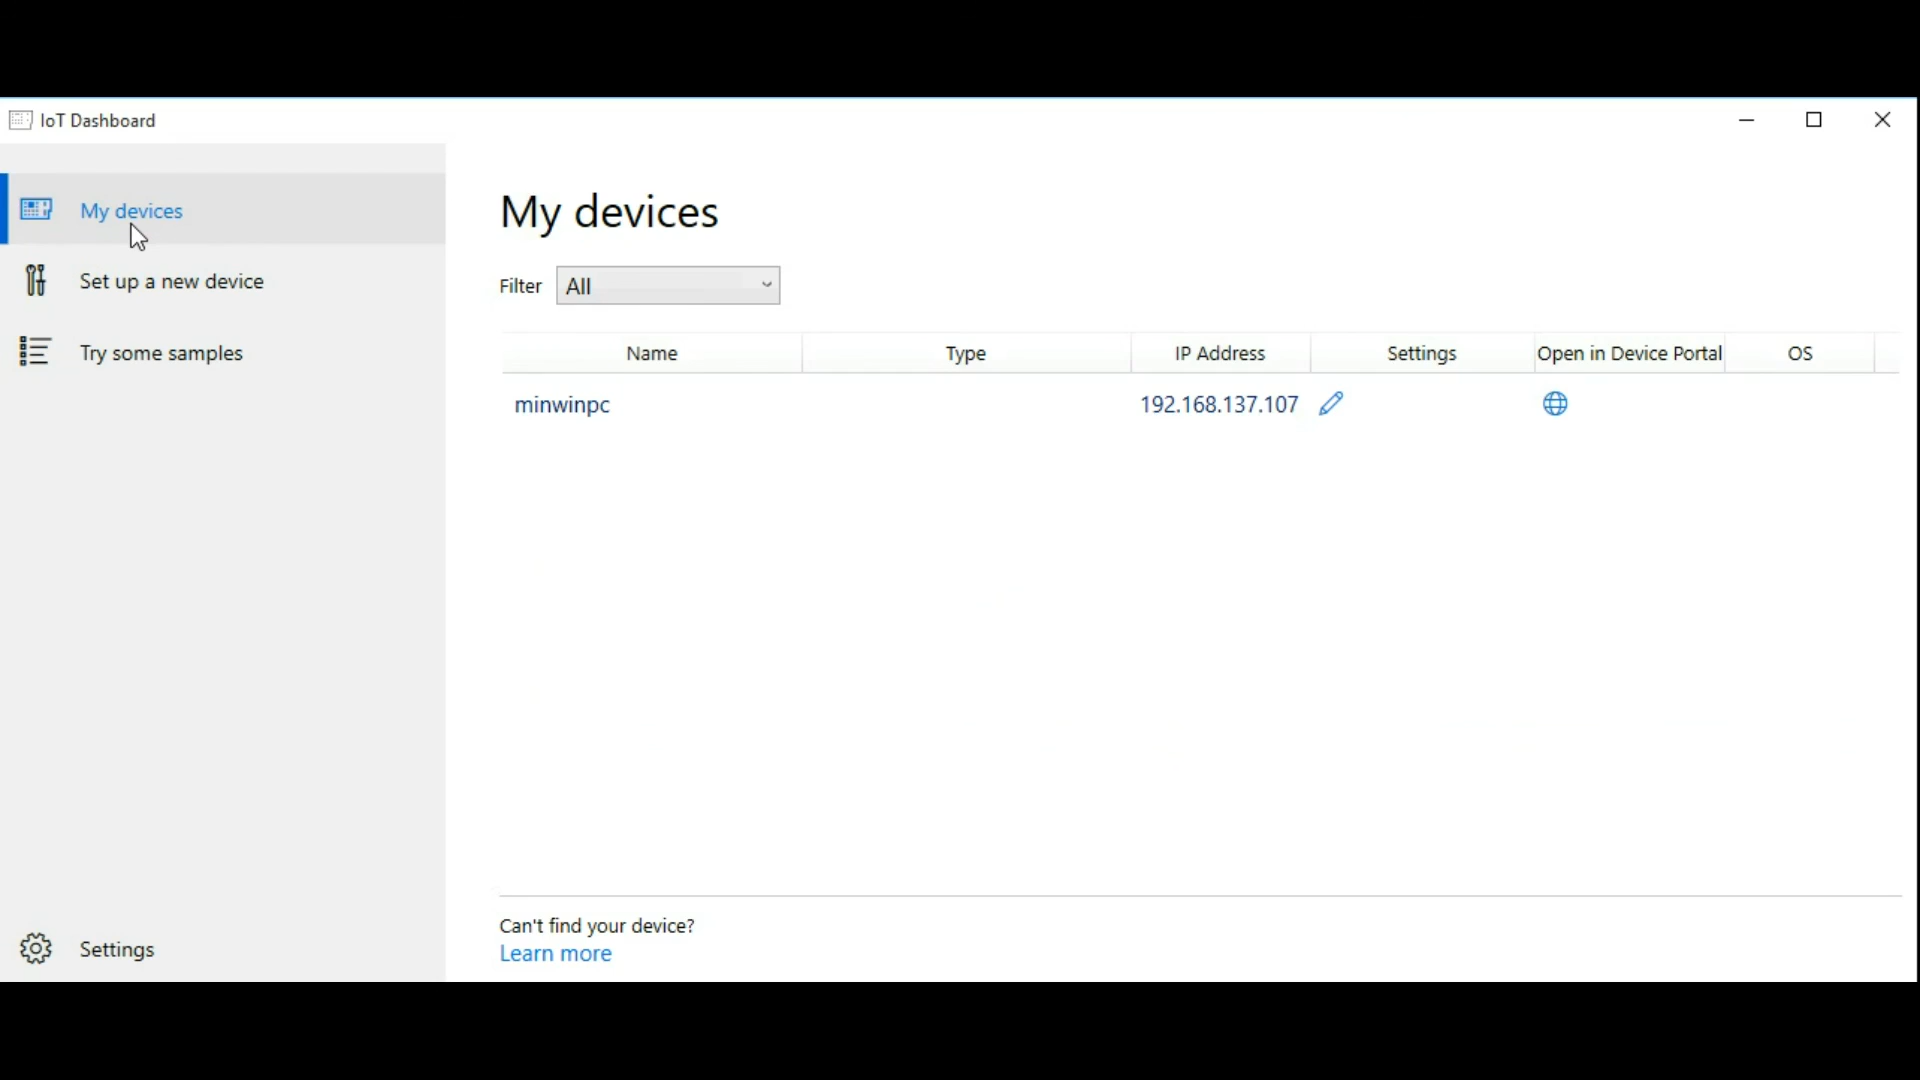 IoT Dashboard
My devices
Set up a new device
Try some samples
Settings
My devices
Filter All
Name Type IP Address Settings Open in Device Portal OS
minwinpc 192.168.137.107
Can't find your device?
Learn more